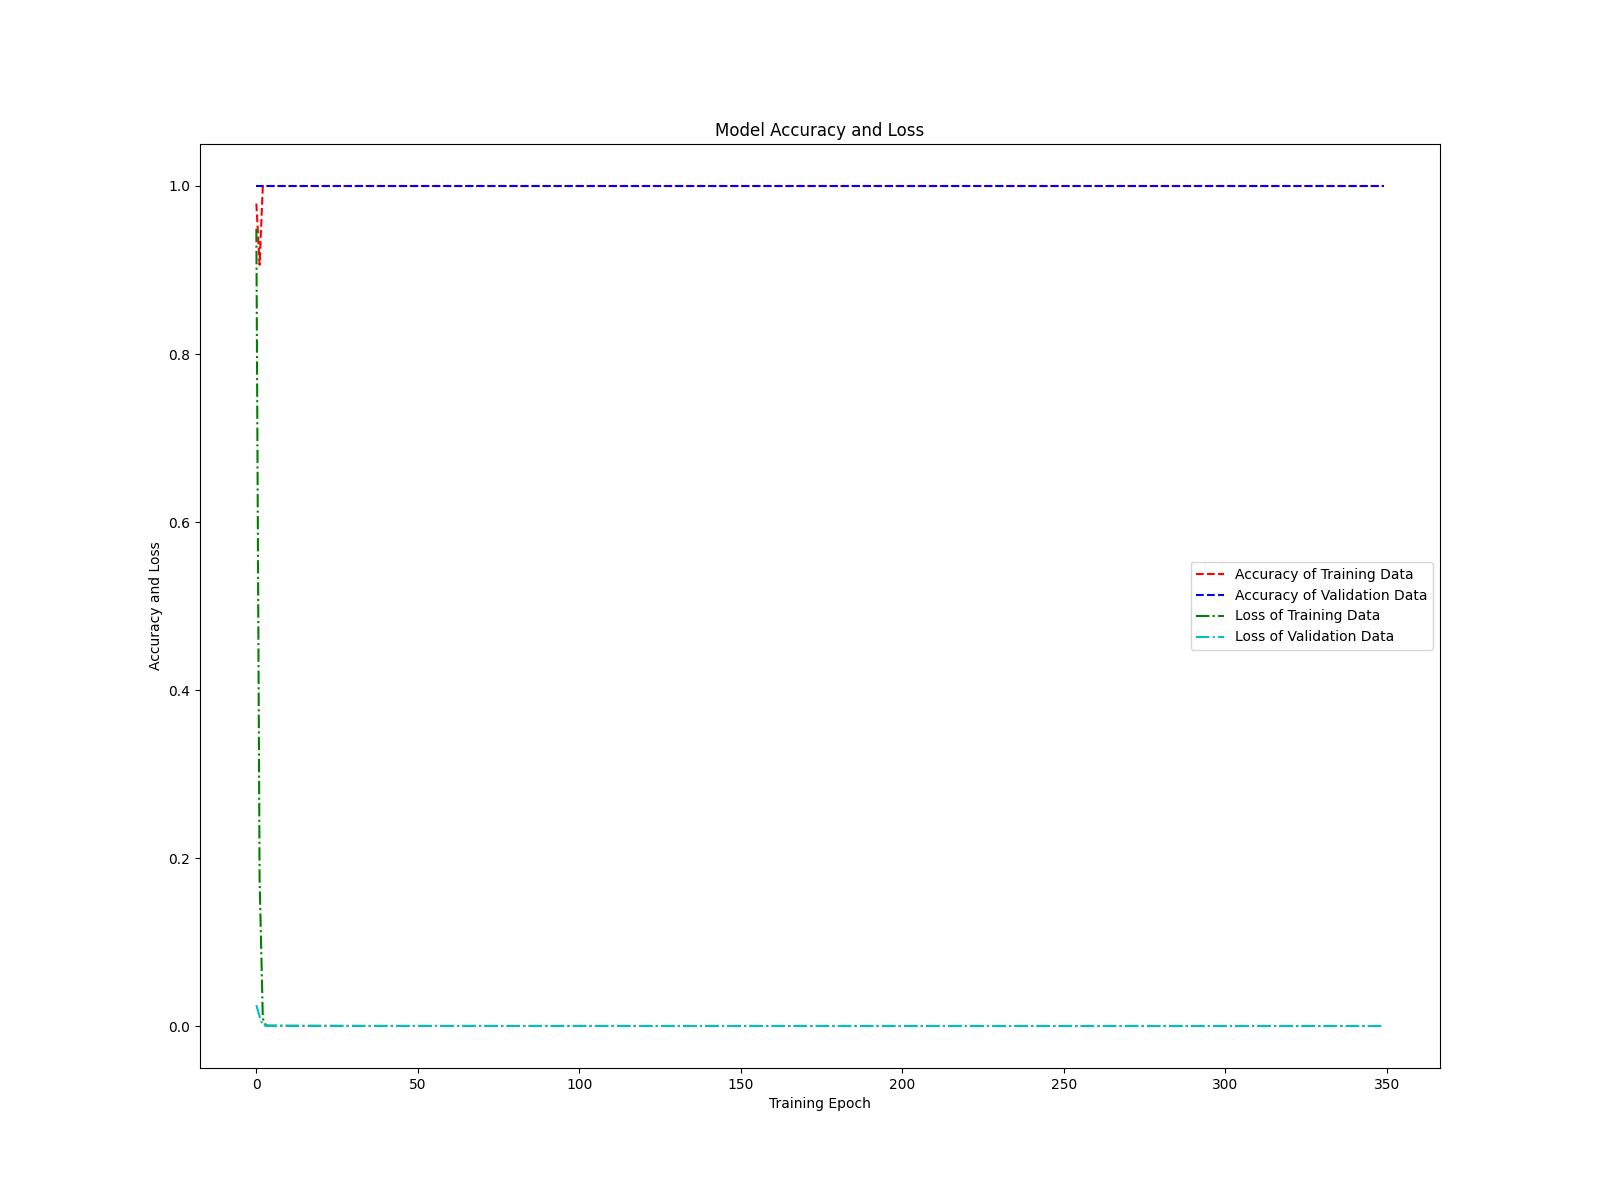 Model Accuracy and Loss
1.0
0.8
0.6
0.4
0.2
0.0
Accuracy and Loss
Accuracy of Training Data
Accuracy of Validation Data
Loss of Training Data
Loss of Validation Data
0 50 100 150 200 250 300 350
Training Epoch